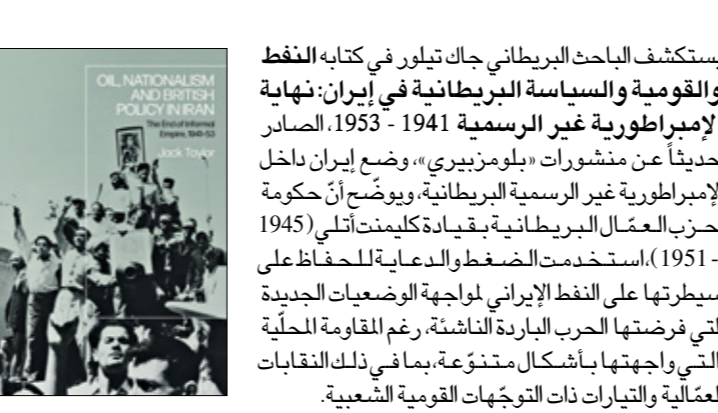 يستكشف الباحث البريطاني جاك تيلور في كتابه النفط
والقومية والسياسة البريطانية في إيران: نهاية
الإمبراطورية غير الرسمية 1941 - 1953، الصادر
حديثاً عن منشورات «بلومزبيري»، وضع إيران داخل
الإمبراطورية غير الرسمية البريطانية، ويوضّح أنّ حكومة
حزب العمّال البريطانية بقيادة كليمنت أتلي (1945
- 1951)، استخدمت الضغط والدعاية للحفاظ على
سيطرتها على النفط الإيراني لمواجهة الوضعيات الجديدة
التي فرضتها الحرب الباردة الناشئة، رغم المقاومة المحلّية
التي واجهتها بأشكال متنوّعة، بما في ذلك النقابات
العمّالية والتيارات ذات التوجّهات القومية الشعبية.
OIL, NATIONALISM
AND BRITISH
POLICY IN IRAN
The End of Informal
Empire, 1941-53
Jack Taylor